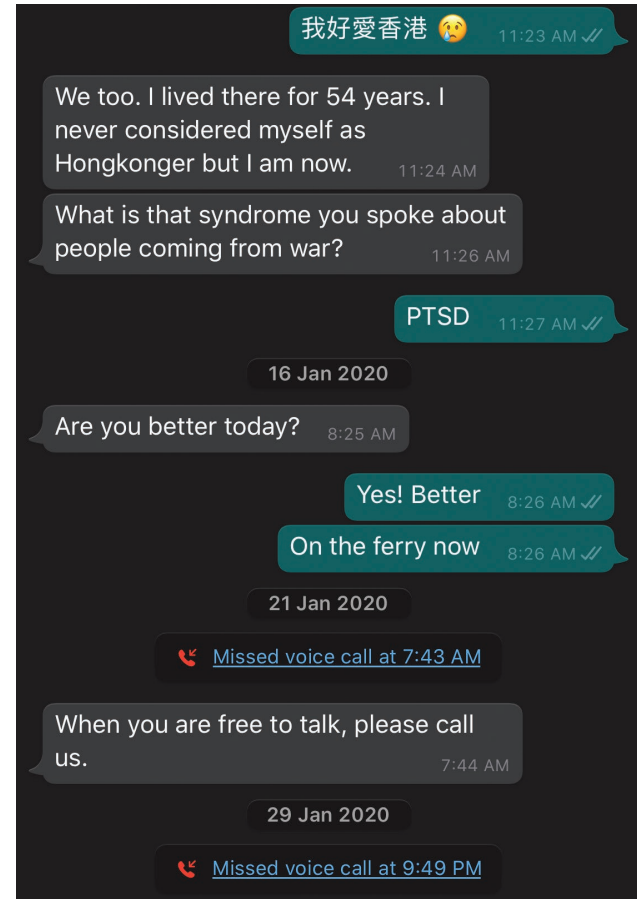 我好愛香港 😢 11:23 AM
We too. I lived there for 54 years. I
never considered myself as
Hongkonger but I am now. 11:24 AM
What is that syndrome you spoke about
people coming from war? 11:26 AM
PTSD 11:27 AM
16 Jan 2020
Are you better today? 8:25 AM
Yes! Better 8:26 AM
On the ferry now 8:26 AM
21 Jan 2020
Missed voice call at 7:43 AM
When you are free to talk, please call
us. 7:44 AM
29 Jan 2020
Missed voice call at 9:49 PM